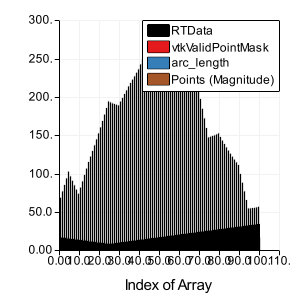 300.
250.
200.
150.
100.
50.0
0.00
RTData
vtkValidPointMask
arc_length
Points (Magnitude)
0.00 10.0 20.0 30.0 40.0 50.0 60.0 70.0 80.0 90.0 100. 110.
Index of Array